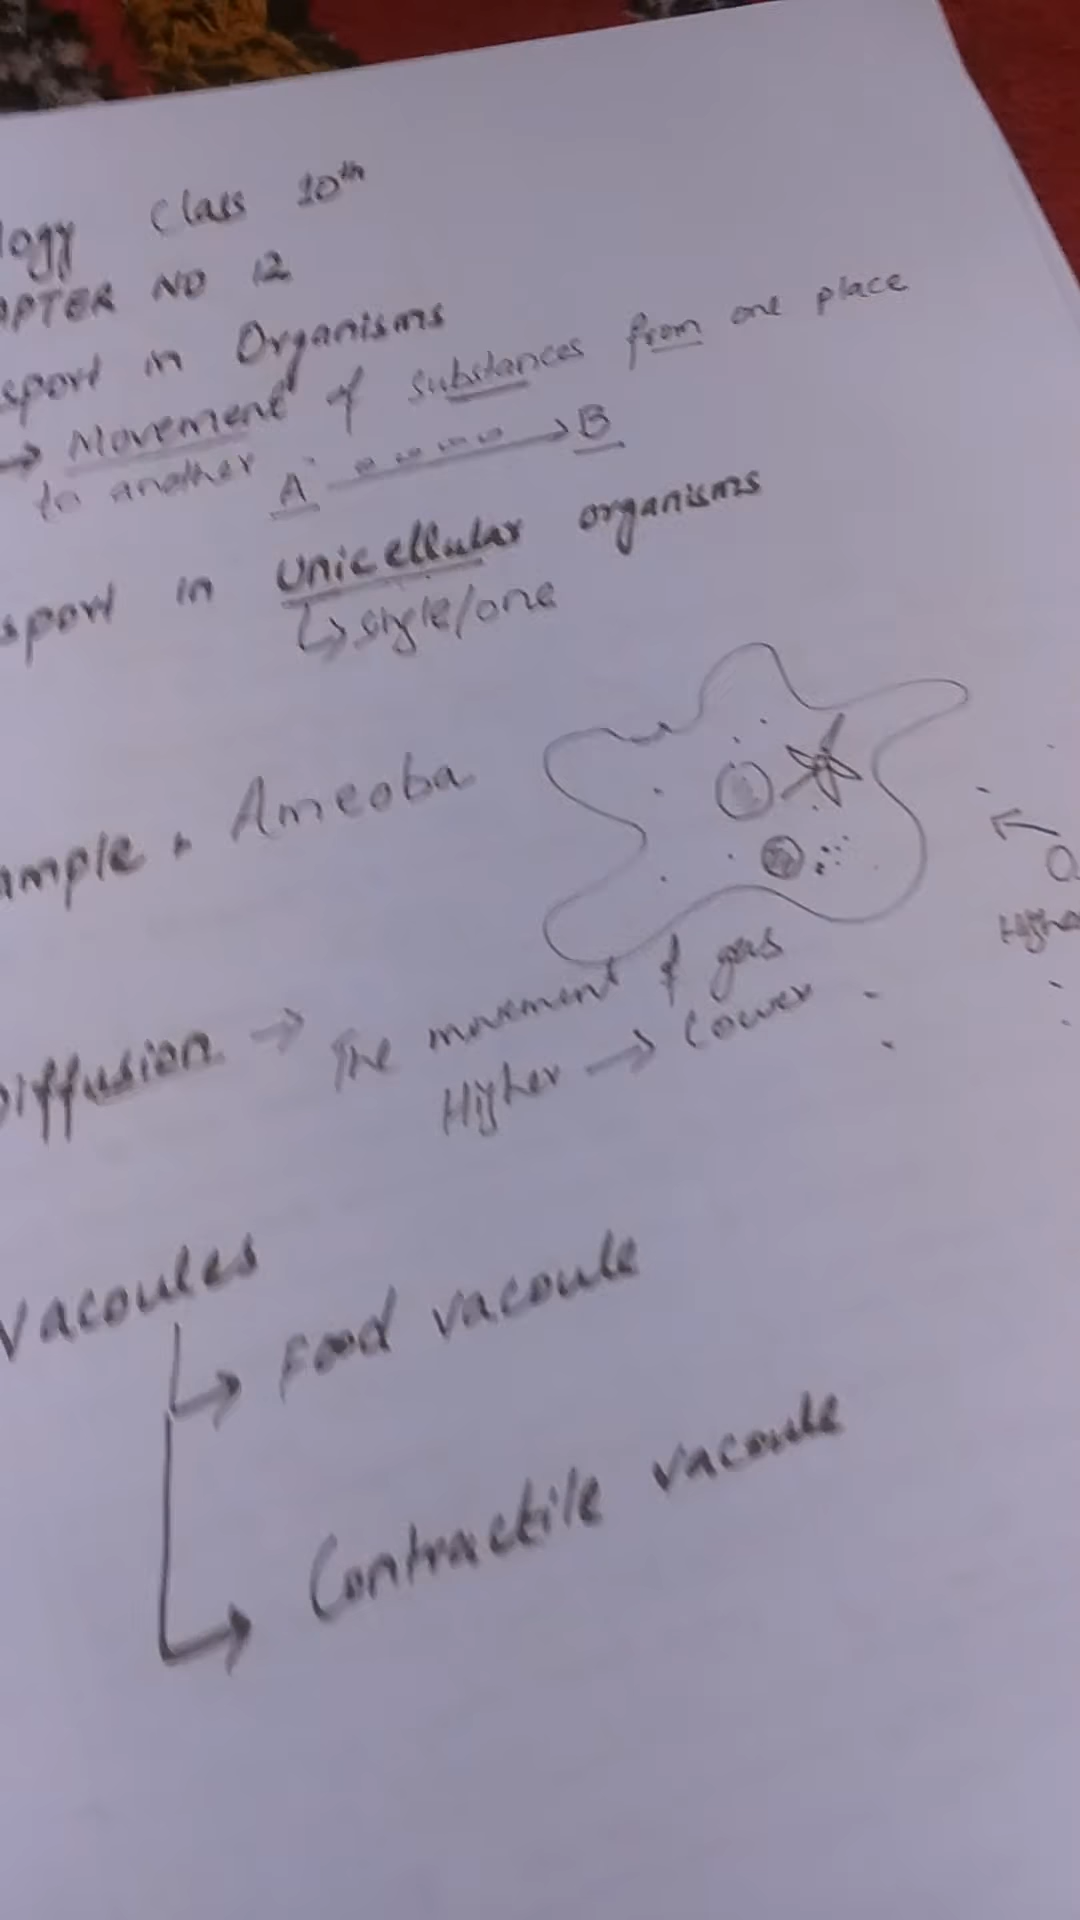 logy Class 10th
APTER NO 12
sport in Organisms
→ Movement of substances from one place
to another A → B
sport in Unicellular organisms
↳ single/one
ample . Ameoba
Highe
Diffusion → The movement of gas
Higher → Lower
Vacoules
→ Food vacoule
→ Contractile vacoule